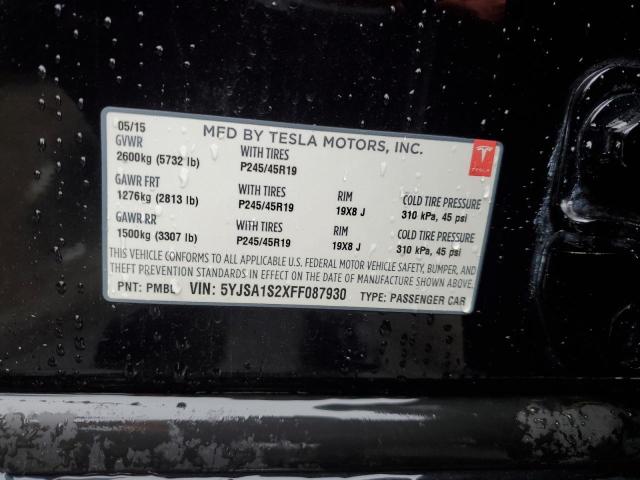 05/15 MFD BY TESLA MOTORS, INC.
GVWR WITH TIRES
2600kg (5732 lb) P245/45R19
TESLA
GAWR FRT WITH TIRES RIM COLD TIRE PRESSURE
1276kg (2813 lb) P245/45R19 19X8 J 310 kPa, 45 psi
GAWR RR WITH TIRES RIM COLD TIRE PRESSURE
1500kg (3307 lb) P245/45R19 19X8 J 310 kPa, 45 psi
THIS VEHICLE CONFORMS TO ALL APPLICABLE U.S. FEDERAL MOTOR VEHICLE SAFETY, BUMPER, AND
THEFT PREVENTION STANDARDS IN EFFECT ON THE DATE OF MANUFACTURE SHOWN ABOVE.
PNT: PMBL VIN: 5YJSA1S2XFF087930 TYPE: PASSENGER CAR